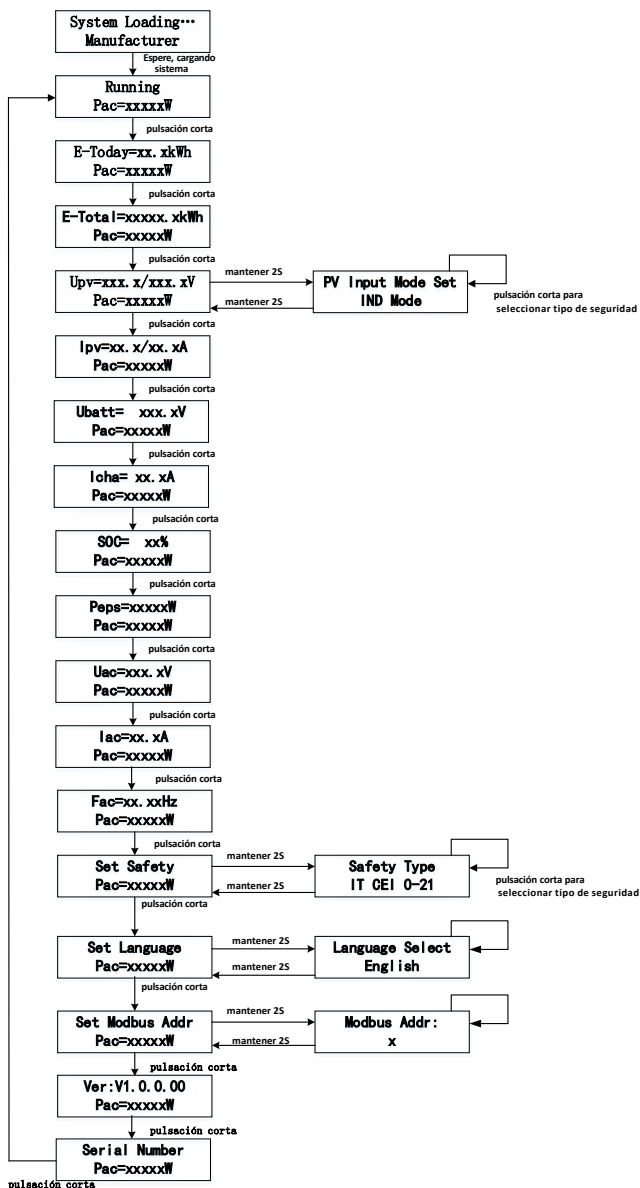 System Loading···
Manufacturer
Espere, cargando
sistema
Running
Pac=xxxxxW
pulsación corta
E-Today=xx.xkWh
Pac=xxxxxW
pulsación corta
E-Total=xxxxx.xkWh
Pac=xxxxxW
pulsación corta
Upv=xxx.x/xxx.xV
Pac=xxxxxW
mantener 2S
mantener 2S
PV Input Mode Set
IND Mode
pulsación corta para
seleccionar tipo de seguridad
pulsación corta
Ipv=xx.x/xx.xA
Pac=xxxxxW
pulsación corta
Ubatt= xxx.xV
Pac=xxxxxW
pulsación corta
Icha= xx.xA
Pac=xxxxxW
pulsación corta
SOC= xx%
Pac=xxxxxW
pulsación corta
Peps=xxxxxW
Pac=xxxxxW
pulsación corta
Uac=xxx.xV
Pac=xxxxxW
pulsación corta
Iac=xx.xA
Pac=xxxxxW
pulsación corta
Fac=xx.xxHz
Pac=xxxxxW
pulsación corta
Set Safety
Pac=xxxxxW
mantener 2S
mantener 2S
Safety Type
IT CEI 0-21
pulsación corta para
seleccionar tipo de seguridad
pulsación corta
Set Language
Pac=xxxxxW
mantener 2S
mantener 2S
Language Select
English
pulsación corta
Set Modbus Addr
Pac=xxxxxW
mantener 2S
mantener 2S
Modbus Addr:
x
pulsación corta
Ver:V1.0.0.00
Pac=xxxxxW
pulsación corta
Serial Number
Pac=xxxxxW
pulsación corta